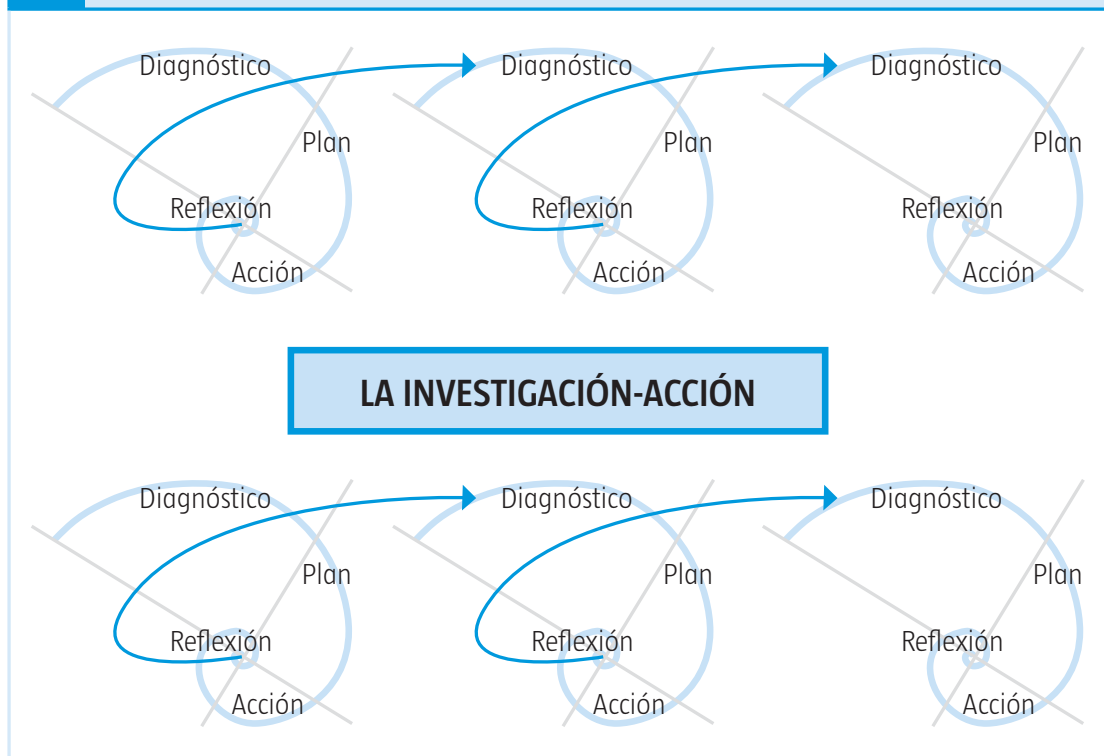 Diagnóstico Diagnóstico Diagnóstico
Plan Plan Plan
Reflexión Reflexión Reflexión
Acción Acción Acción
LA INVESTIGACIÓN-ACCIÓN
Diagnóstico Diagnóstico Diagnóstico
Plan Plan Plan
Reflexión Reflexión Reflexión
Acción Acción Acción